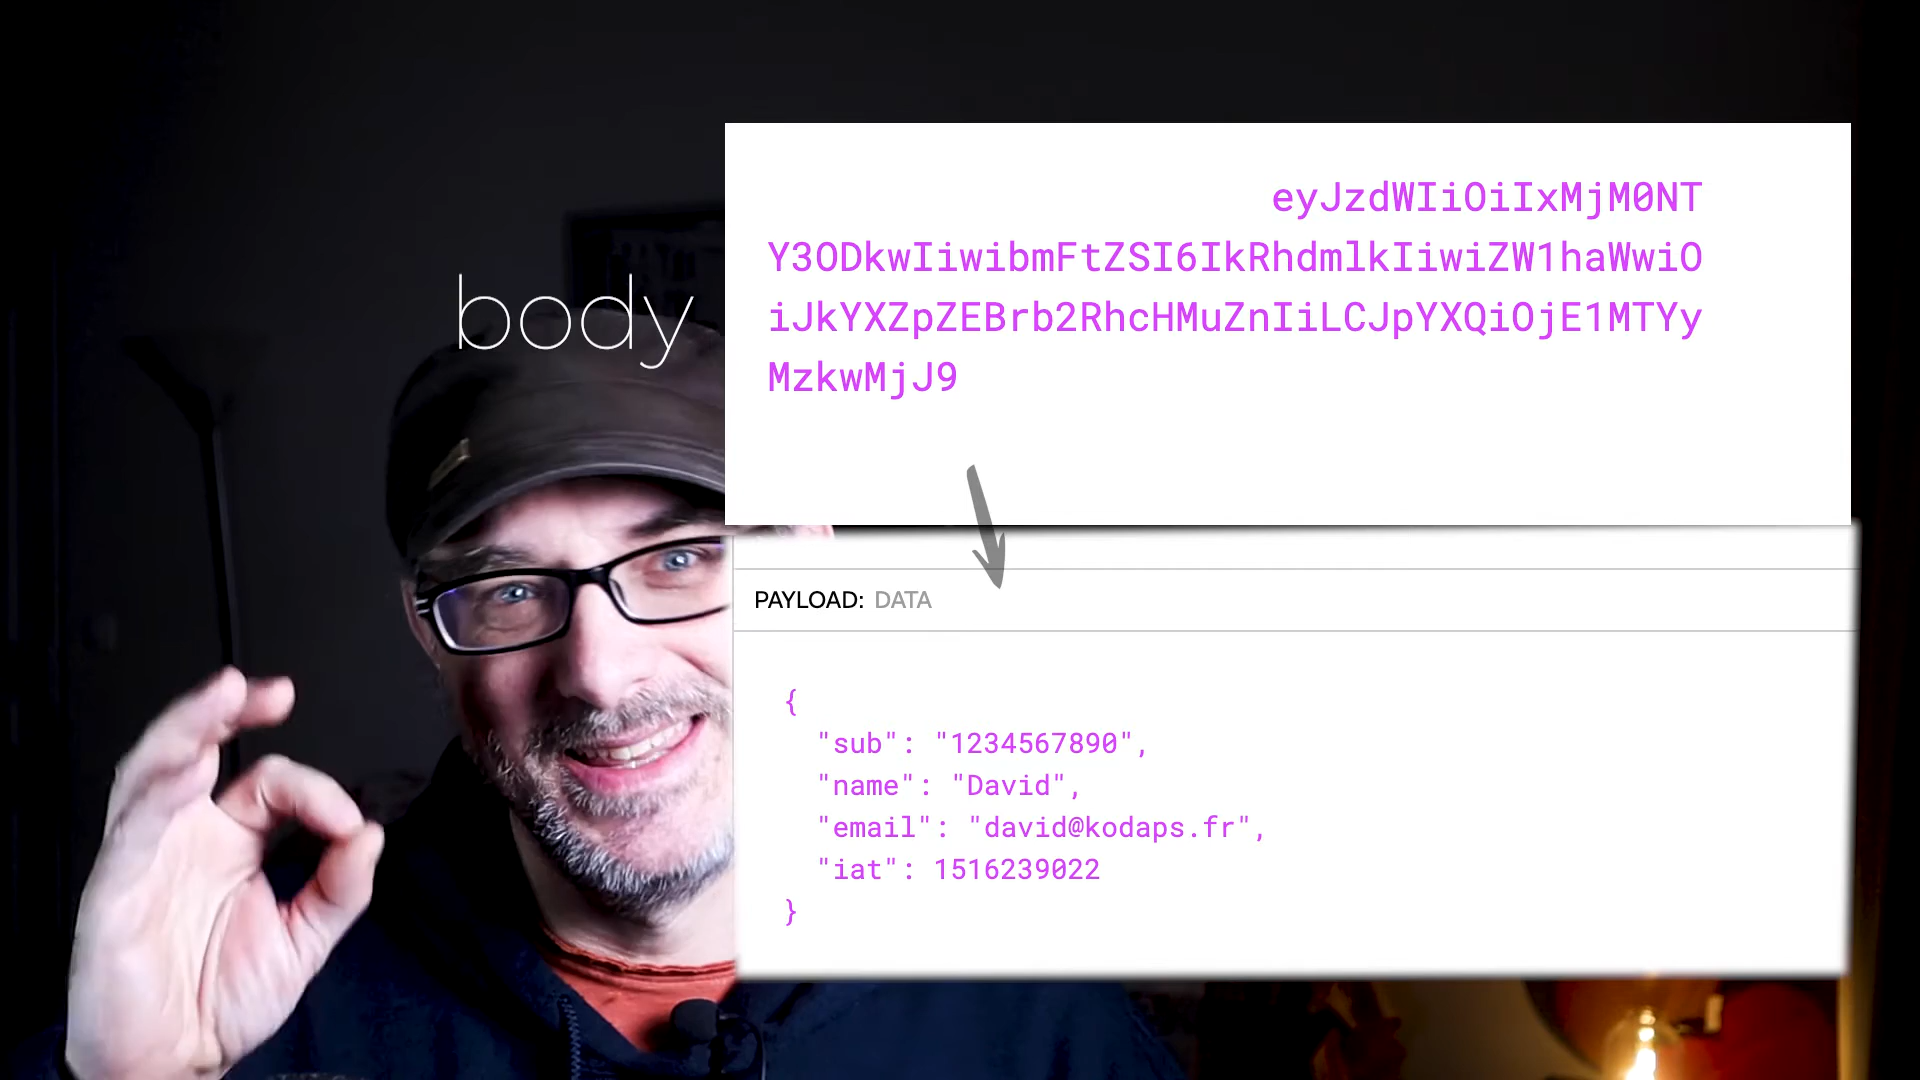 body
eyJzdWIiOiIxMjM0NT
Y3ODkwIiwibmFtZSI6IkRhdmlkIiwiZW1haWwiO
iJkYXZpZEBrb2RhcHMuZnIiLCJpYXQiOjE1MTYy
MzkwMjJ9
PAYLOAD: DATA
{
"sub": "1234567890",
"name": "David",
"email": "david@kodaps.fr",
"iat": 1516239022
}